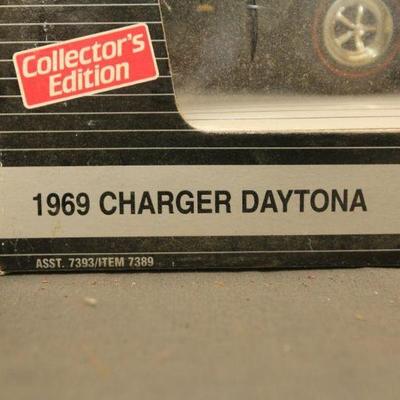 Collector's
Edition
1969 CHARGER DAYTONA
ASST. 7393/ITEM 7389